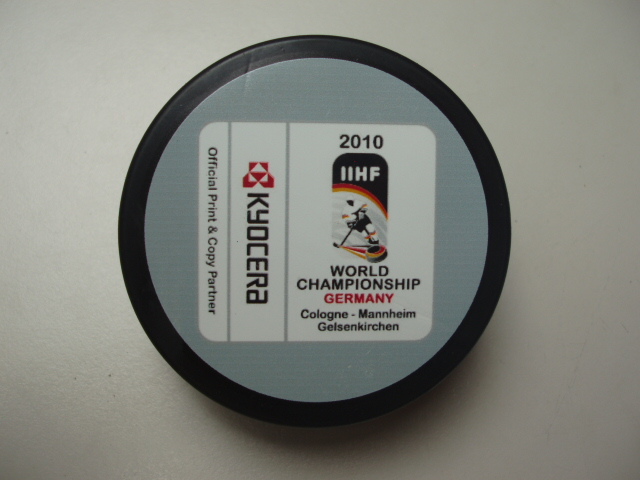 2010
IIHF
WORLD
CHAMPIONSHIP
GERMANY
Cologne - Mannheim
Gelsenkirchen
KYOCERA
Official Print & Copy Partner